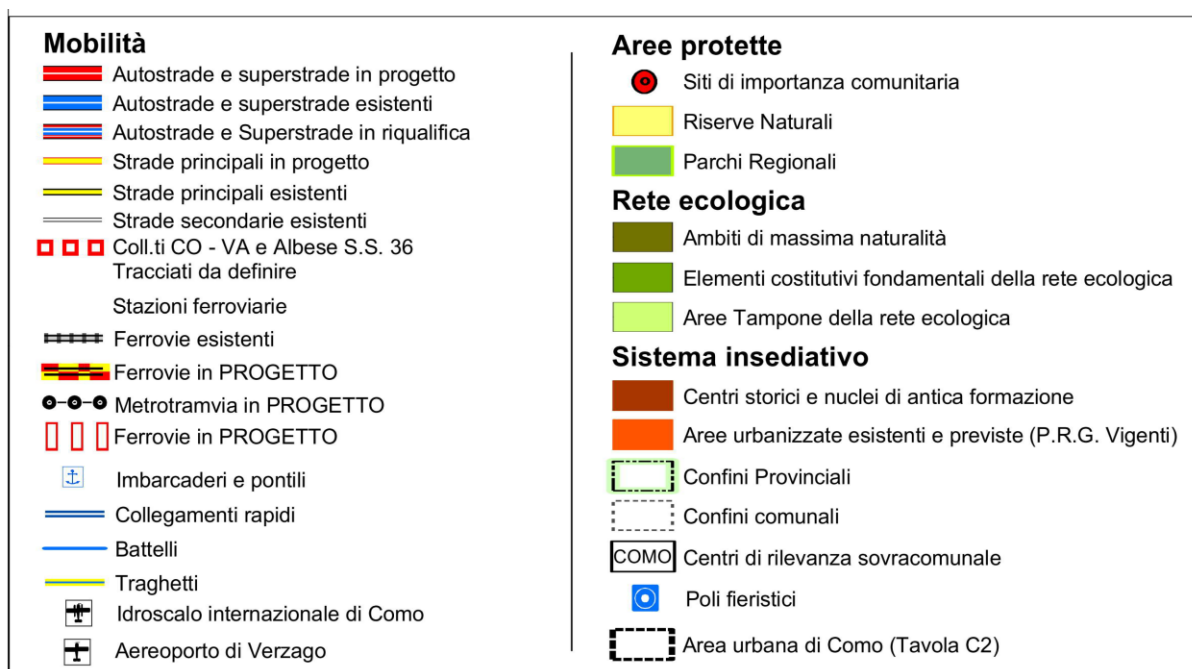 Mobilità
Autostrade e superstrade in progetto
Autostrade e superstrade esistenti
Autostrade e Superstrade in riqualifica
Strade principali in progetto
Strade principali esistenti
Strade secondarie esistenti
Coll.ti CO - VA e Albese S.S. 36
Tracciati da definire
Stazioni ferroviarie
Ferrovie esistenti
Ferrovie in PROGETTO
Metrotramvia in PROGETTO
Ferrovie in PROGETTO
Imbarcaderi e pontili
Collegamenti rapidi
Battelli
Traghetti
Idroscalo internazionale di Como
Aereoporto di Verzago
Aree protette
Siti di importanza comunitaria
Riserve Naturali
Parchi Regionali
Rete ecologica
Ambiti di massima naturalità
Elementi costitutivi fondamentali della rete ecologica
Aree Tampone della rete ecologica
Sistema insediativo
Centri storici e nuclei di antica formazione
Aree urbanizzate esistenti e previste (P.R.G. Vigenti)
Confini Provinciali
Confini comunali
COMO Centri di rilevanza sovracomunale
Poli fieristici
Area urbana di Como (Tavola C2)